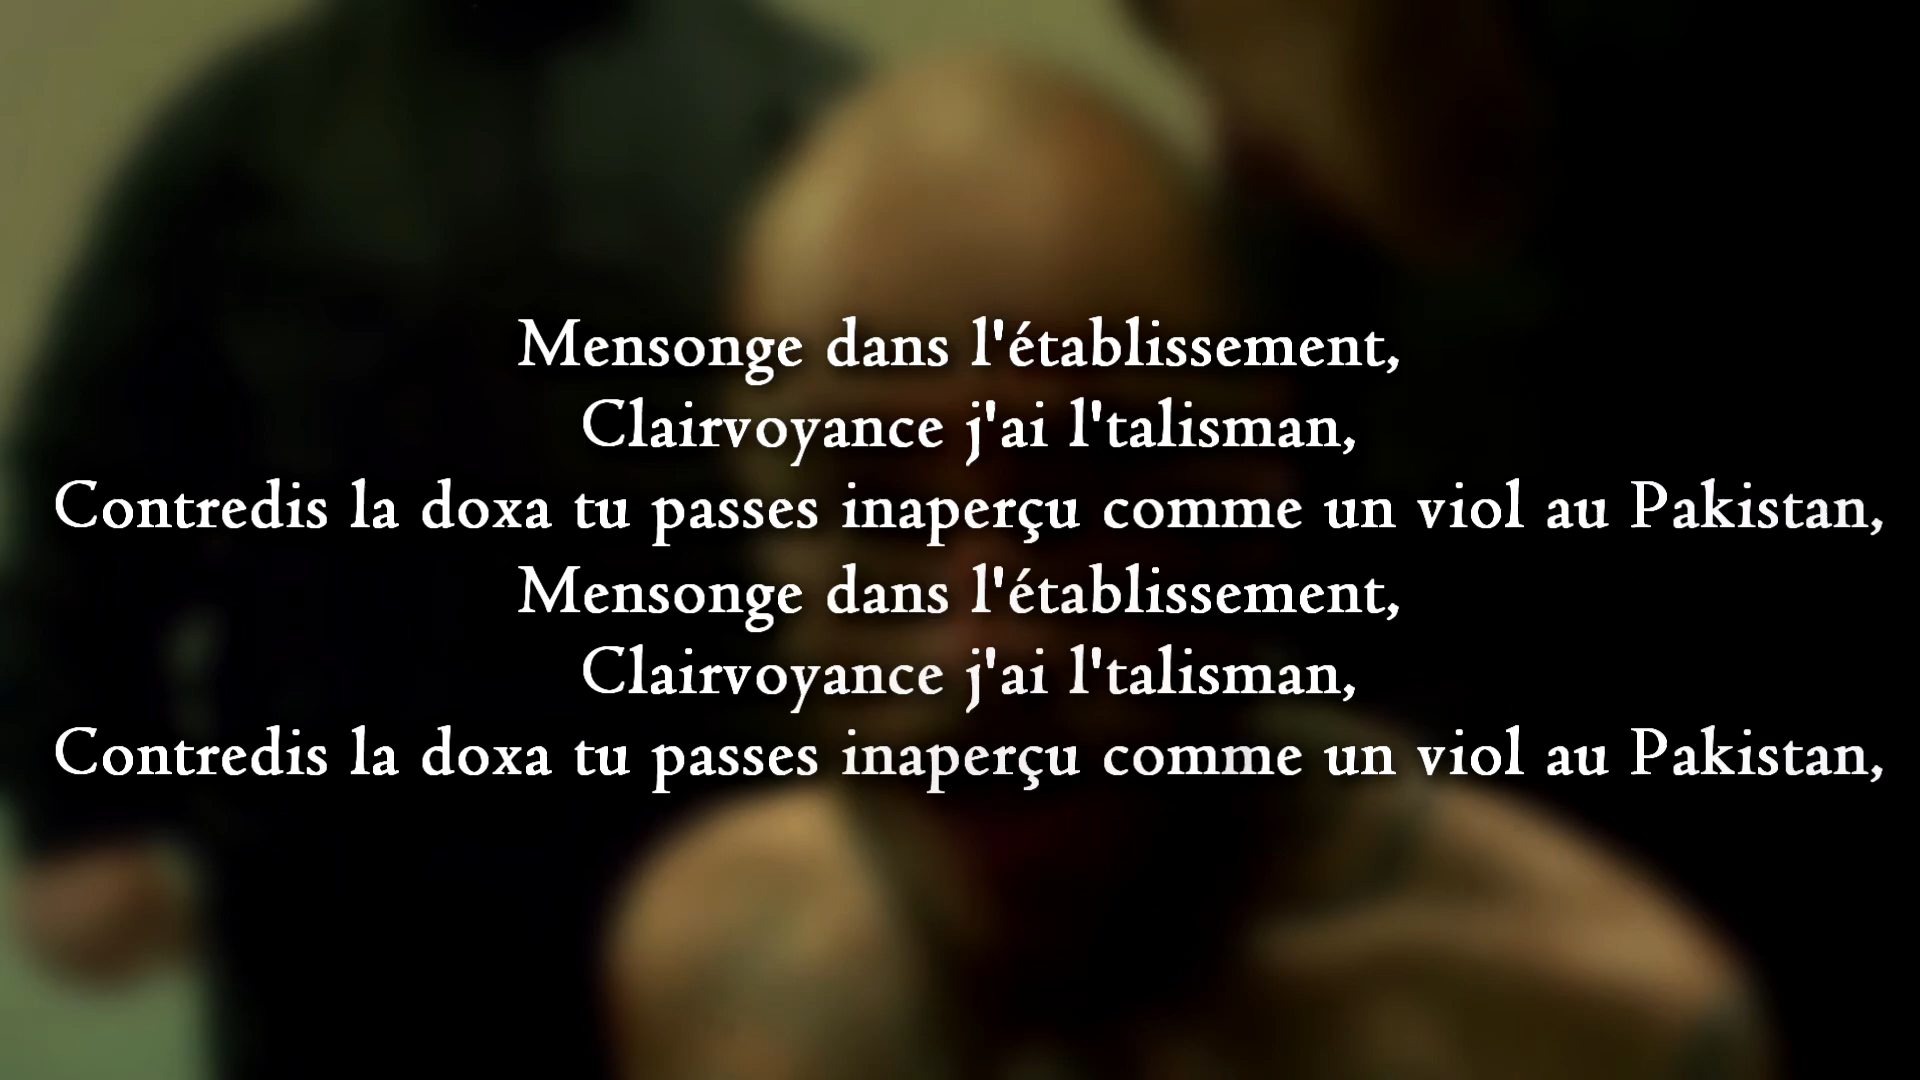 Mensonge dans l'établissement,
Clairvoyance j'ai l'talisman,
Contredis la doxa tu passes inaperçu comme un viol au Pakistan,
Mensonge dans l'établissement,
Clairvoyance j'ai l'talisman,
Contredis la doxa tu passes inaperçu comme un viol au Pakistan,